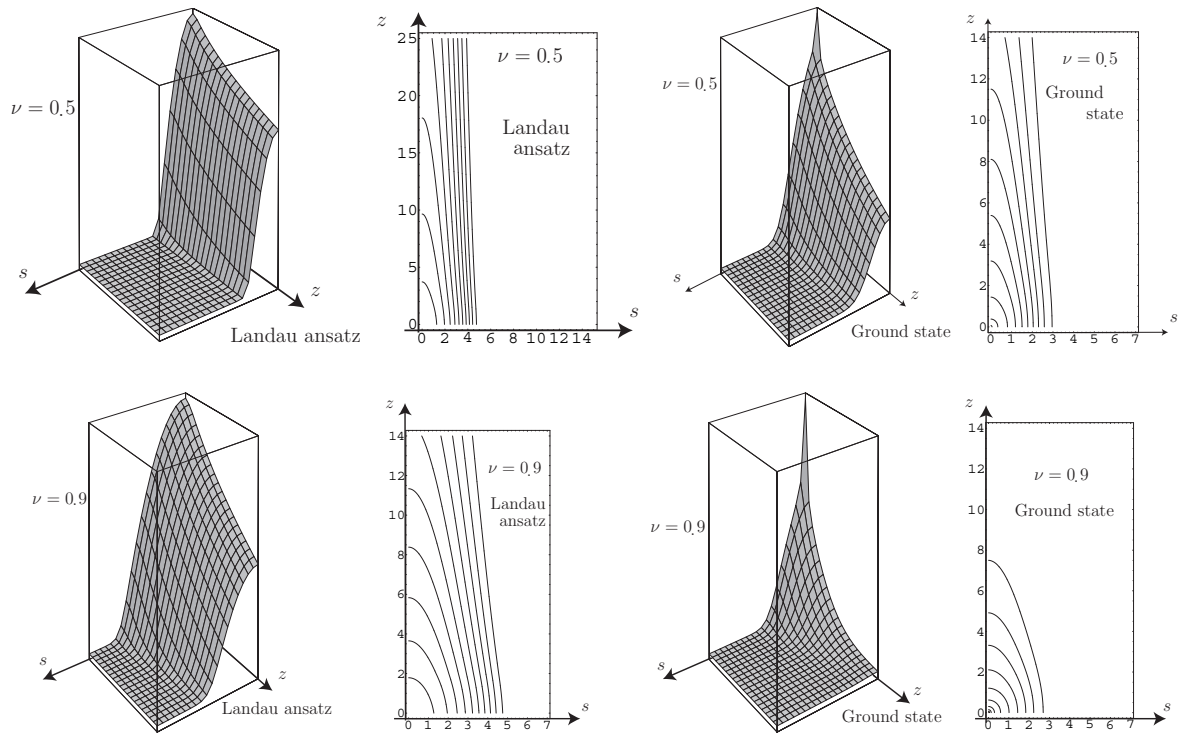 ν = 0.5
s
z
Landau ansatz
z
25
20
15
10
5
0
0 2 4 6 8 10 12 14
s
ν = 0.5
Landau
ansatz
ν = 0.5
s
z
Ground state
z
14
12
10
8
6
4
2
0
0 1 2 3 4 5 6 7
s
ν = 0.5
Ground
state
ν = 0.9
s
z
Landau ansatz
z
14
12
10
8
6
4
2
0
0 1 2 3 4 5 6 7
s
ν = 0.9
Landau
ansatz
ν = 0.9
s
z
Ground state
z
14
12
10
8
6
4
2
0
0 1 2 3 4 5 6 7
s
ν = 0.9
Ground state